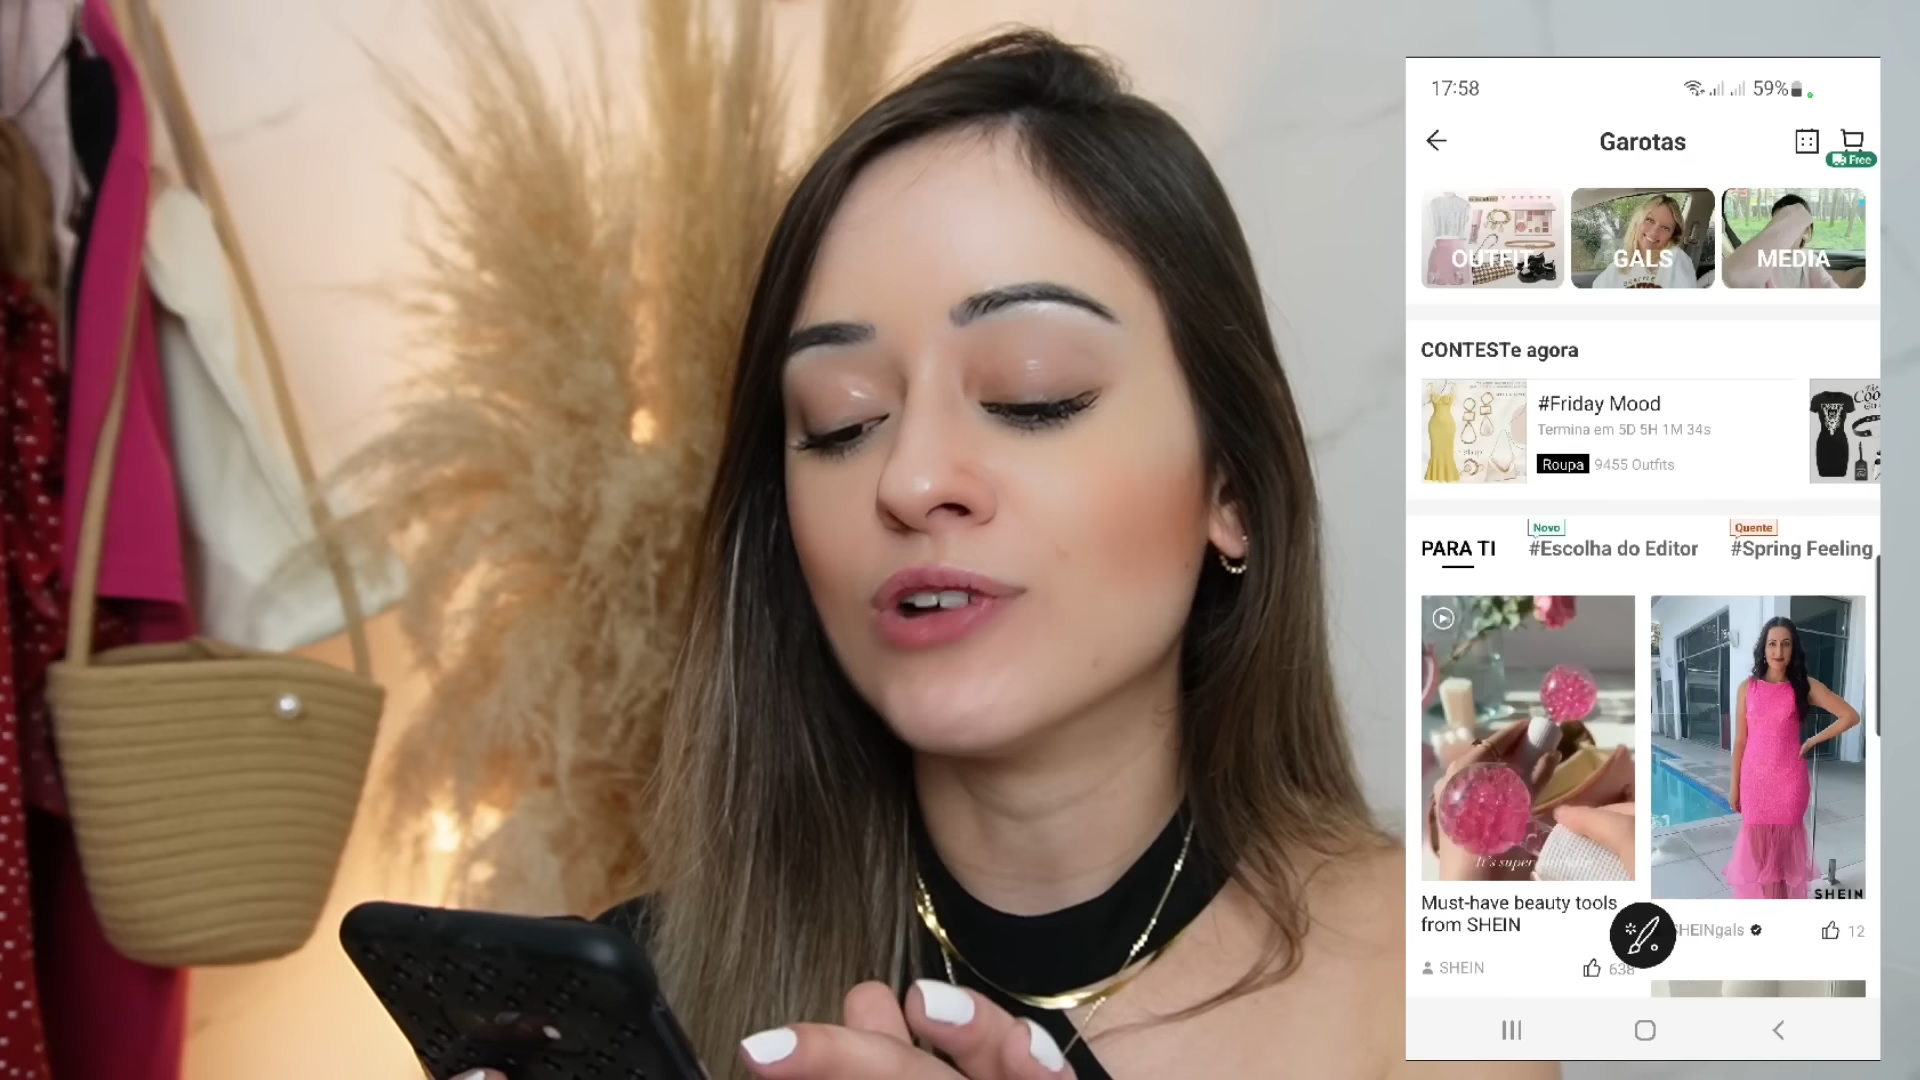 17:58
59%
Garotas
Free
OUTFIT
GALS
MEDIA
CONTESTe agora
#Friday Mood
Termina em 5D 5H 1M 34s
Roupa 9455 Outfits
Novo
Quente
PARA TI
#Escolha do Editor
#Spring Feeling
It's super
SHEIN
Must-have beauty tools
from SHEIN
SHEIN
638
HEINgals
12